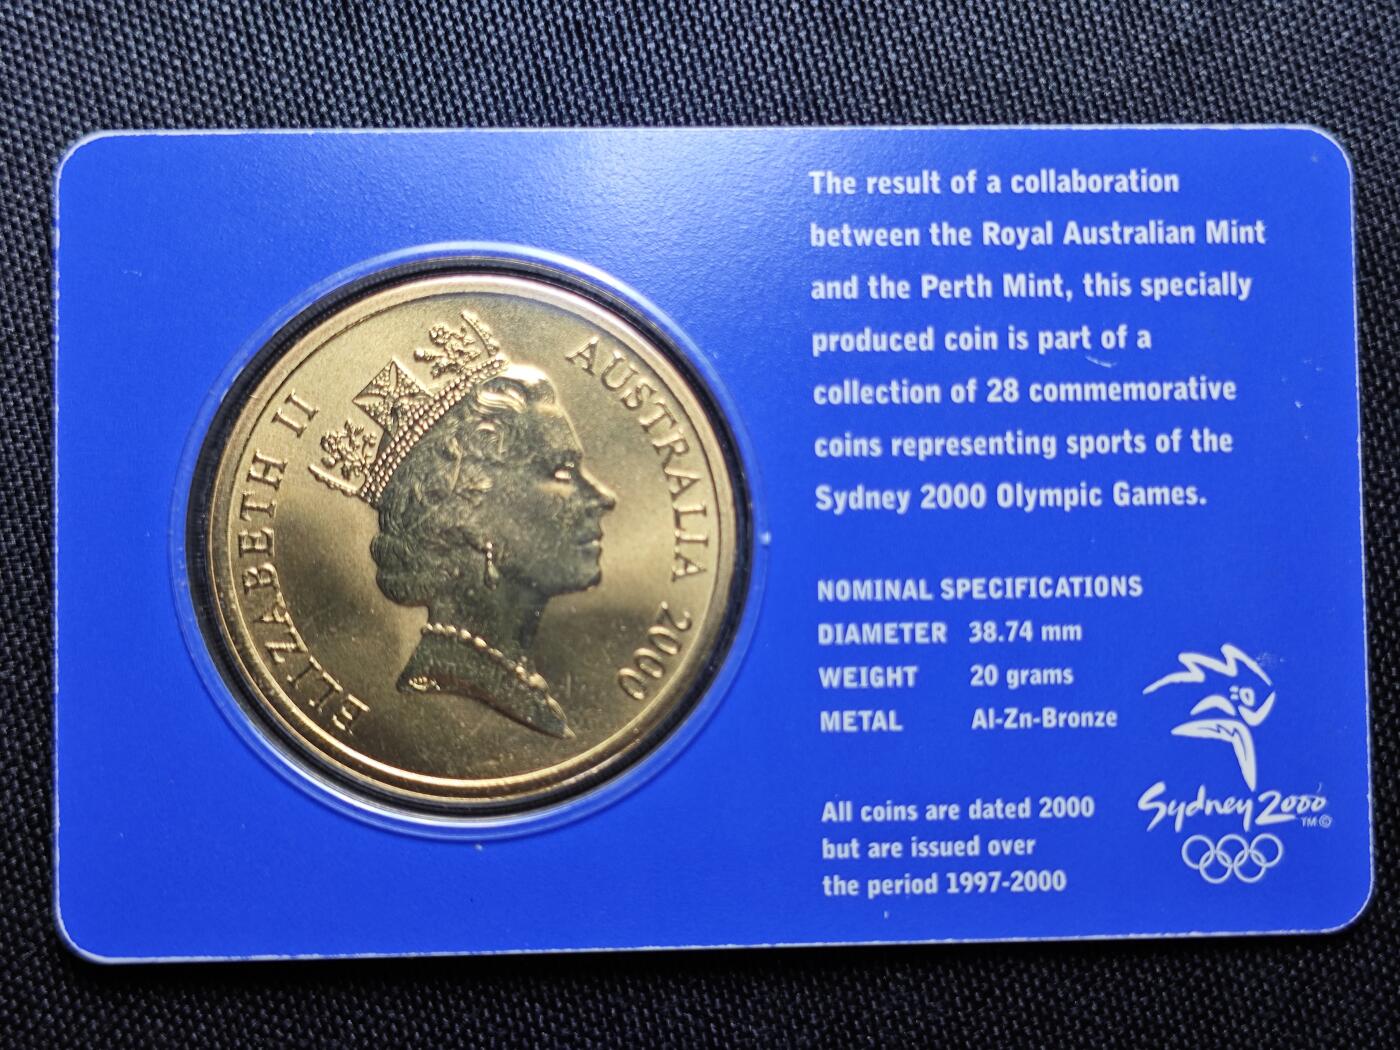 ELIZABETH II
AUSTRALIA 2000
The result of a collaboration
between the Royal Australian Mint
and the Perth Mint, this specially
produced coin is part of a
collection of 28 commemorative
coins representing sports of the
Sydney 2000 Olympic Games.
NOMINAL SPECIFICATIONS
DIAMETER 38.74 mm
WEIGHT 20 grams
METAL Al-Zn-Bronze
All coins are dated 2000
but are issued over
the period 1997-2000
Sydney 2000
TM©